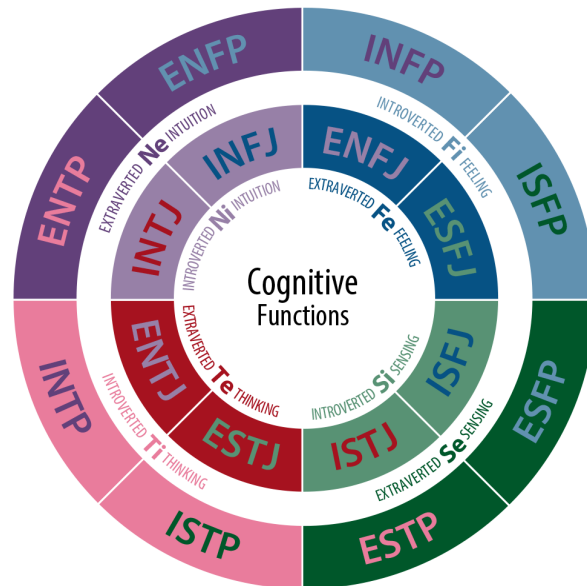 ENFP
INFP
ENTP
ISFP
EXTRAVERTED Ne INTUITION
INTROVERTED Fi FEELING
INFJ
ENFJ
INTJ
ESFJ
INTROVERTED Ni INTUITION
EXTRAVERTED Fe FEELING
Cognitive
Functions
EXTRAVERTED Te THINKING
INTROVERTED Si SENSING
ENTJ
ISFJ
ESTJ
ISTJ
INTROVERTED Ti THINKING
EXTRAVERTED Se SENSING
INTP
ESFP
ISTP
ESTP